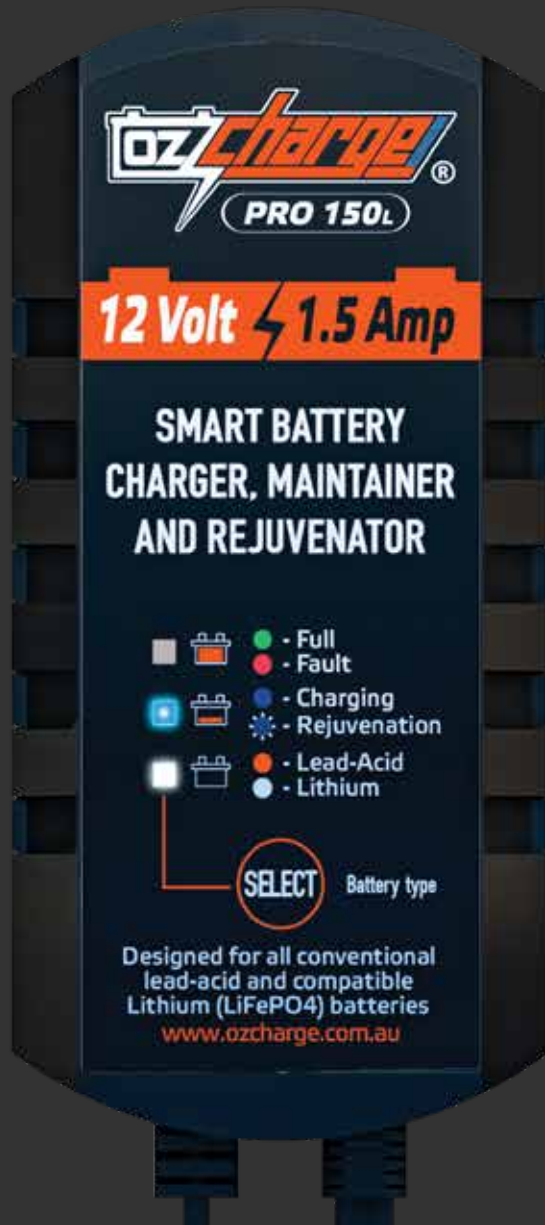 OZ charge ®
PRO 150L
12 Volt 1.5 Amp
SMART BATTERY
CHARGER, MAINTAINER
AND REJUVENATOR
- Full
- Fault
- Charging
- Rejuvenation
- Lead-Acid
- Lithium
SELECT Battery type
Designed for all conventional
lead-acid and compatible
Lithium (LiFePO4) batteries
www.ozcharge.com.au